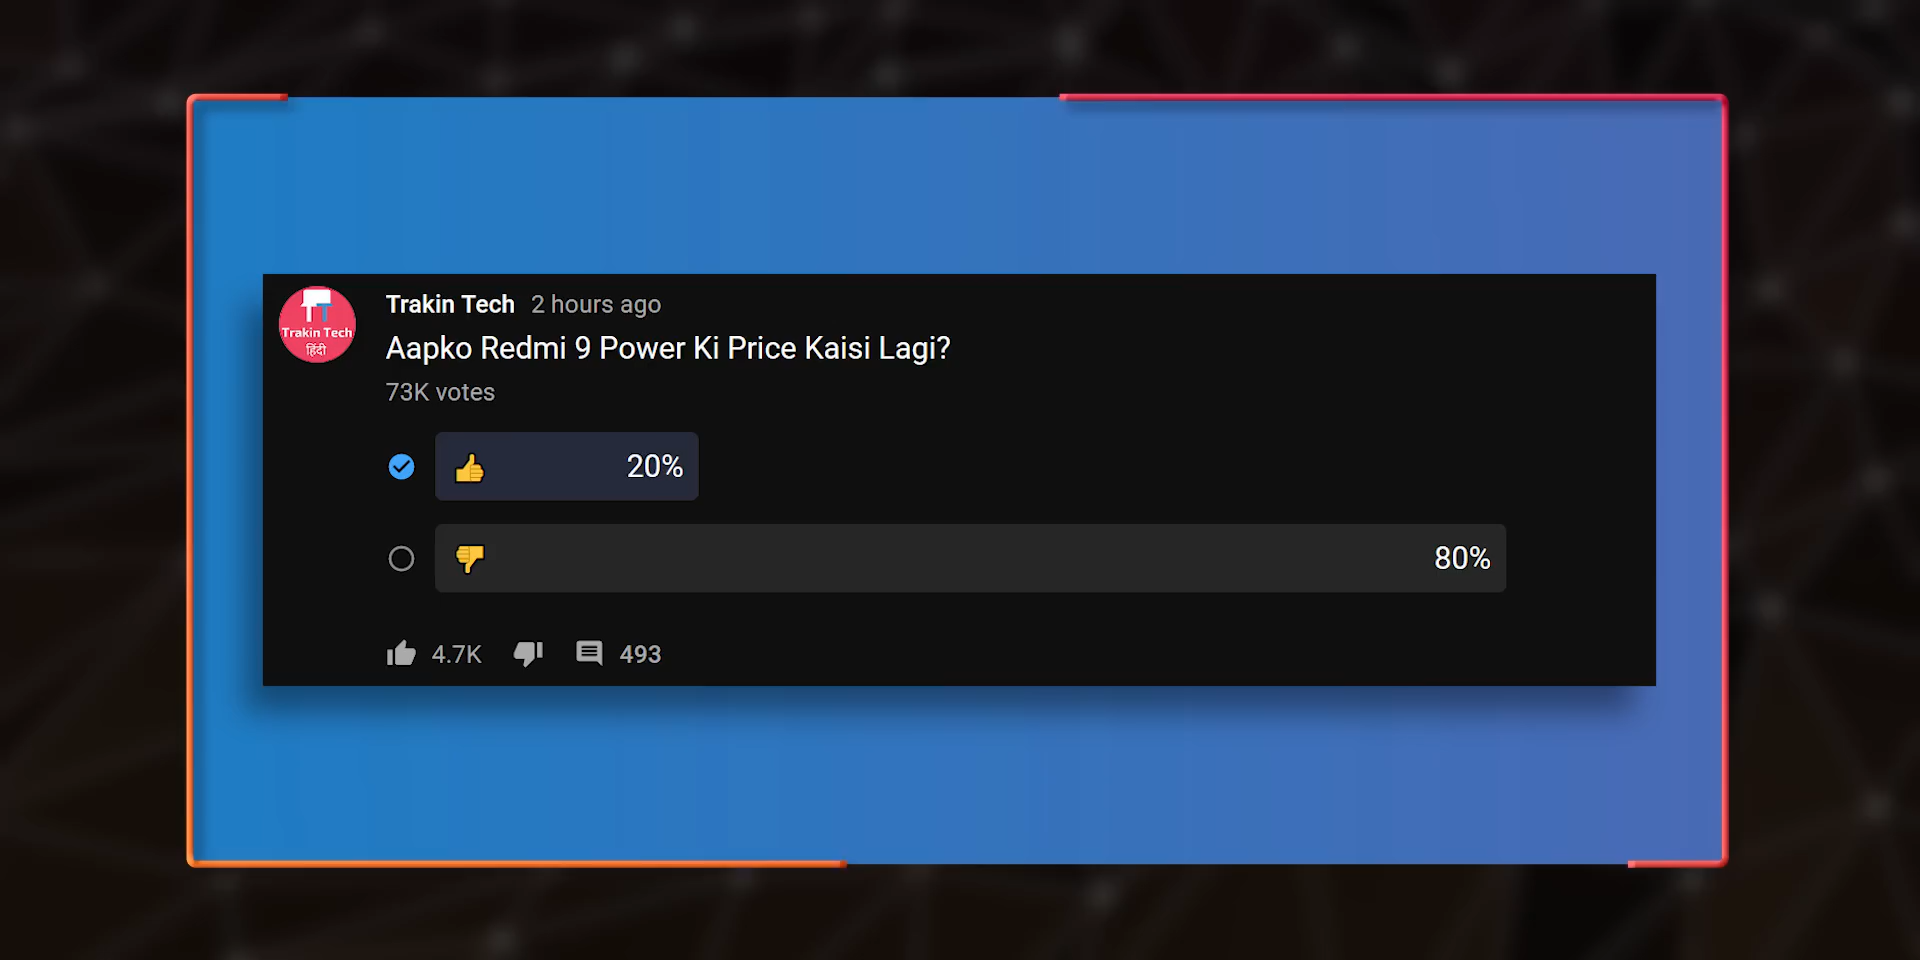 Trakin Tech
हिंदी
Trakin Tech 2 hours ago
Aapko Redmi 9 Power Ki Price Kaisi Lagi?
73K votes
👍 20%
👎 80%
4.7K 493